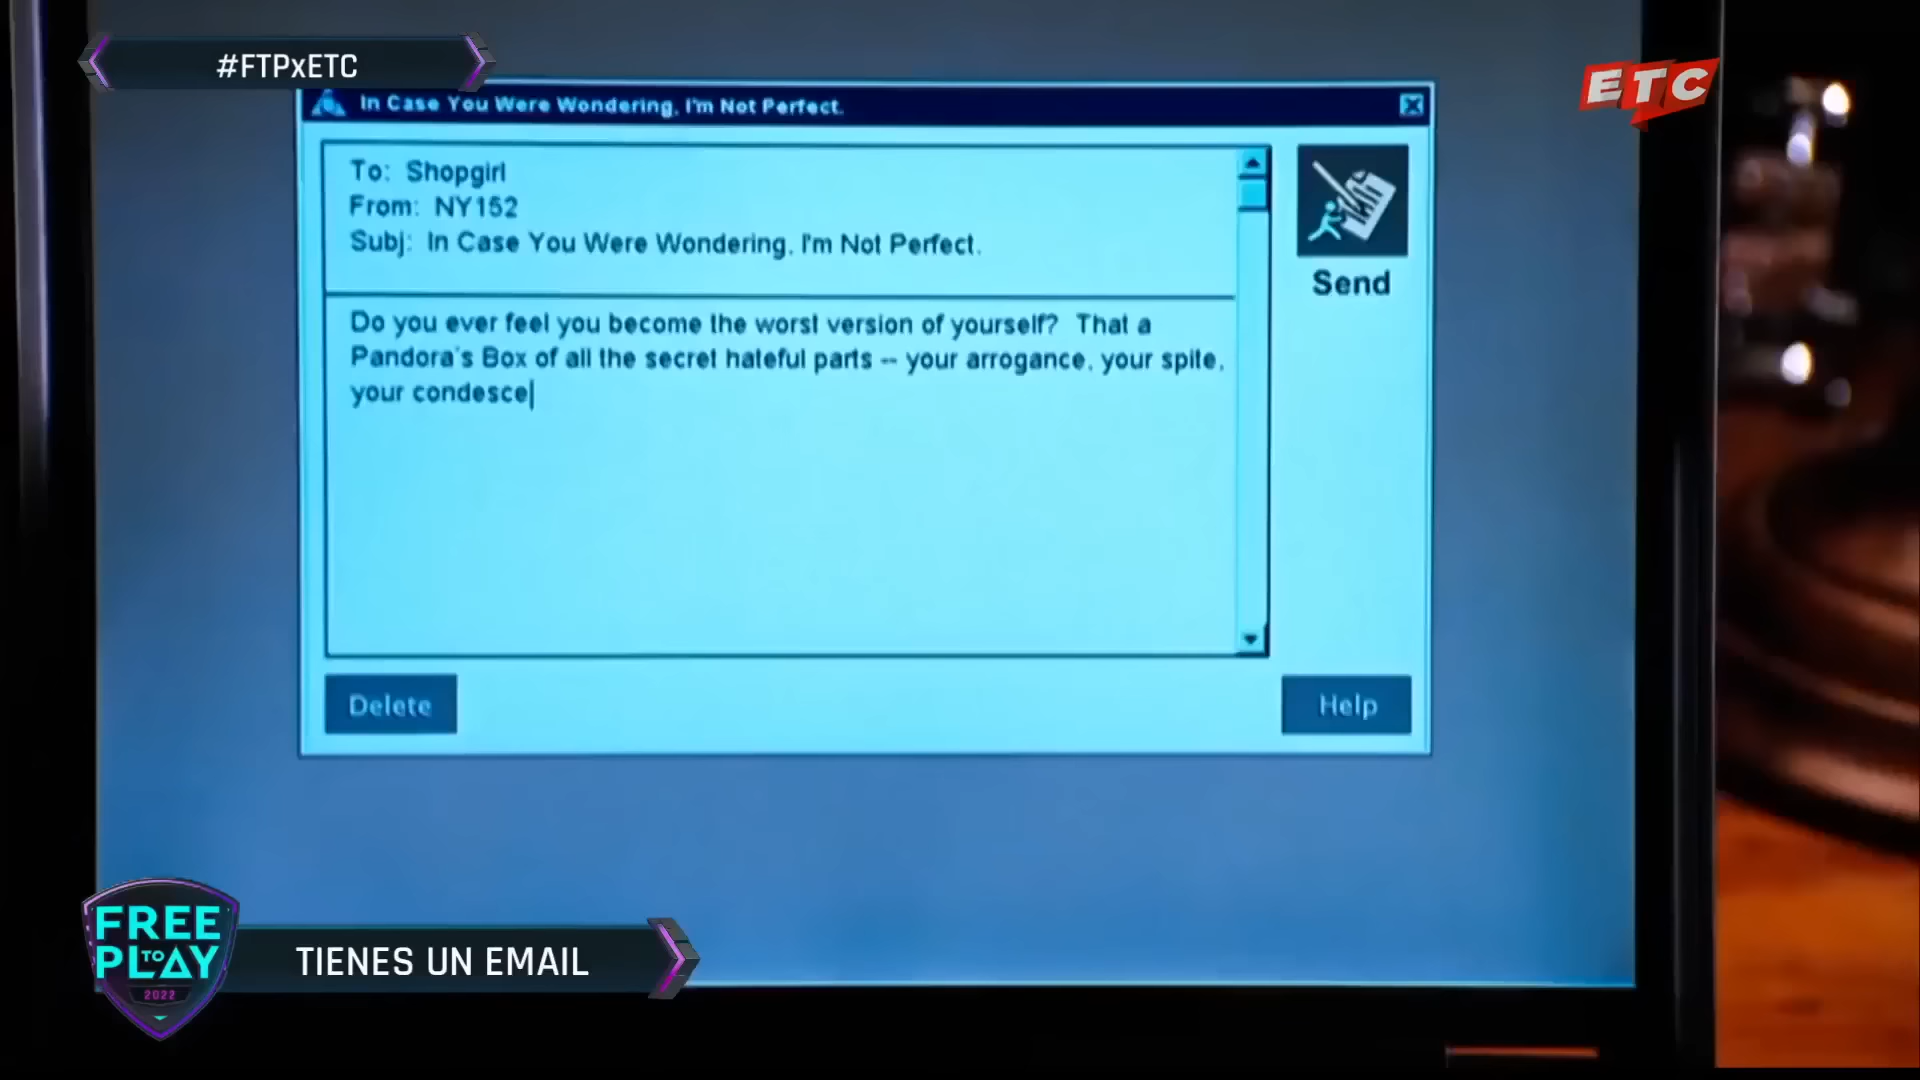 #FTPxETC
ETC
In Case You Were Wondering, I'm Not Perfect.
To: Shopgirl
From: NY152
Subj: In Case You Were Wondering, I'm Not Perfect.
Send
Do you ever feel you become the worst version of yourself? That a
Pandora's Box of all the secret hateful parts -- your arrogance, your spite,
your condesce
Delete
Help
FREE
TO
PLAY
2022
TIENES UN EMAIL